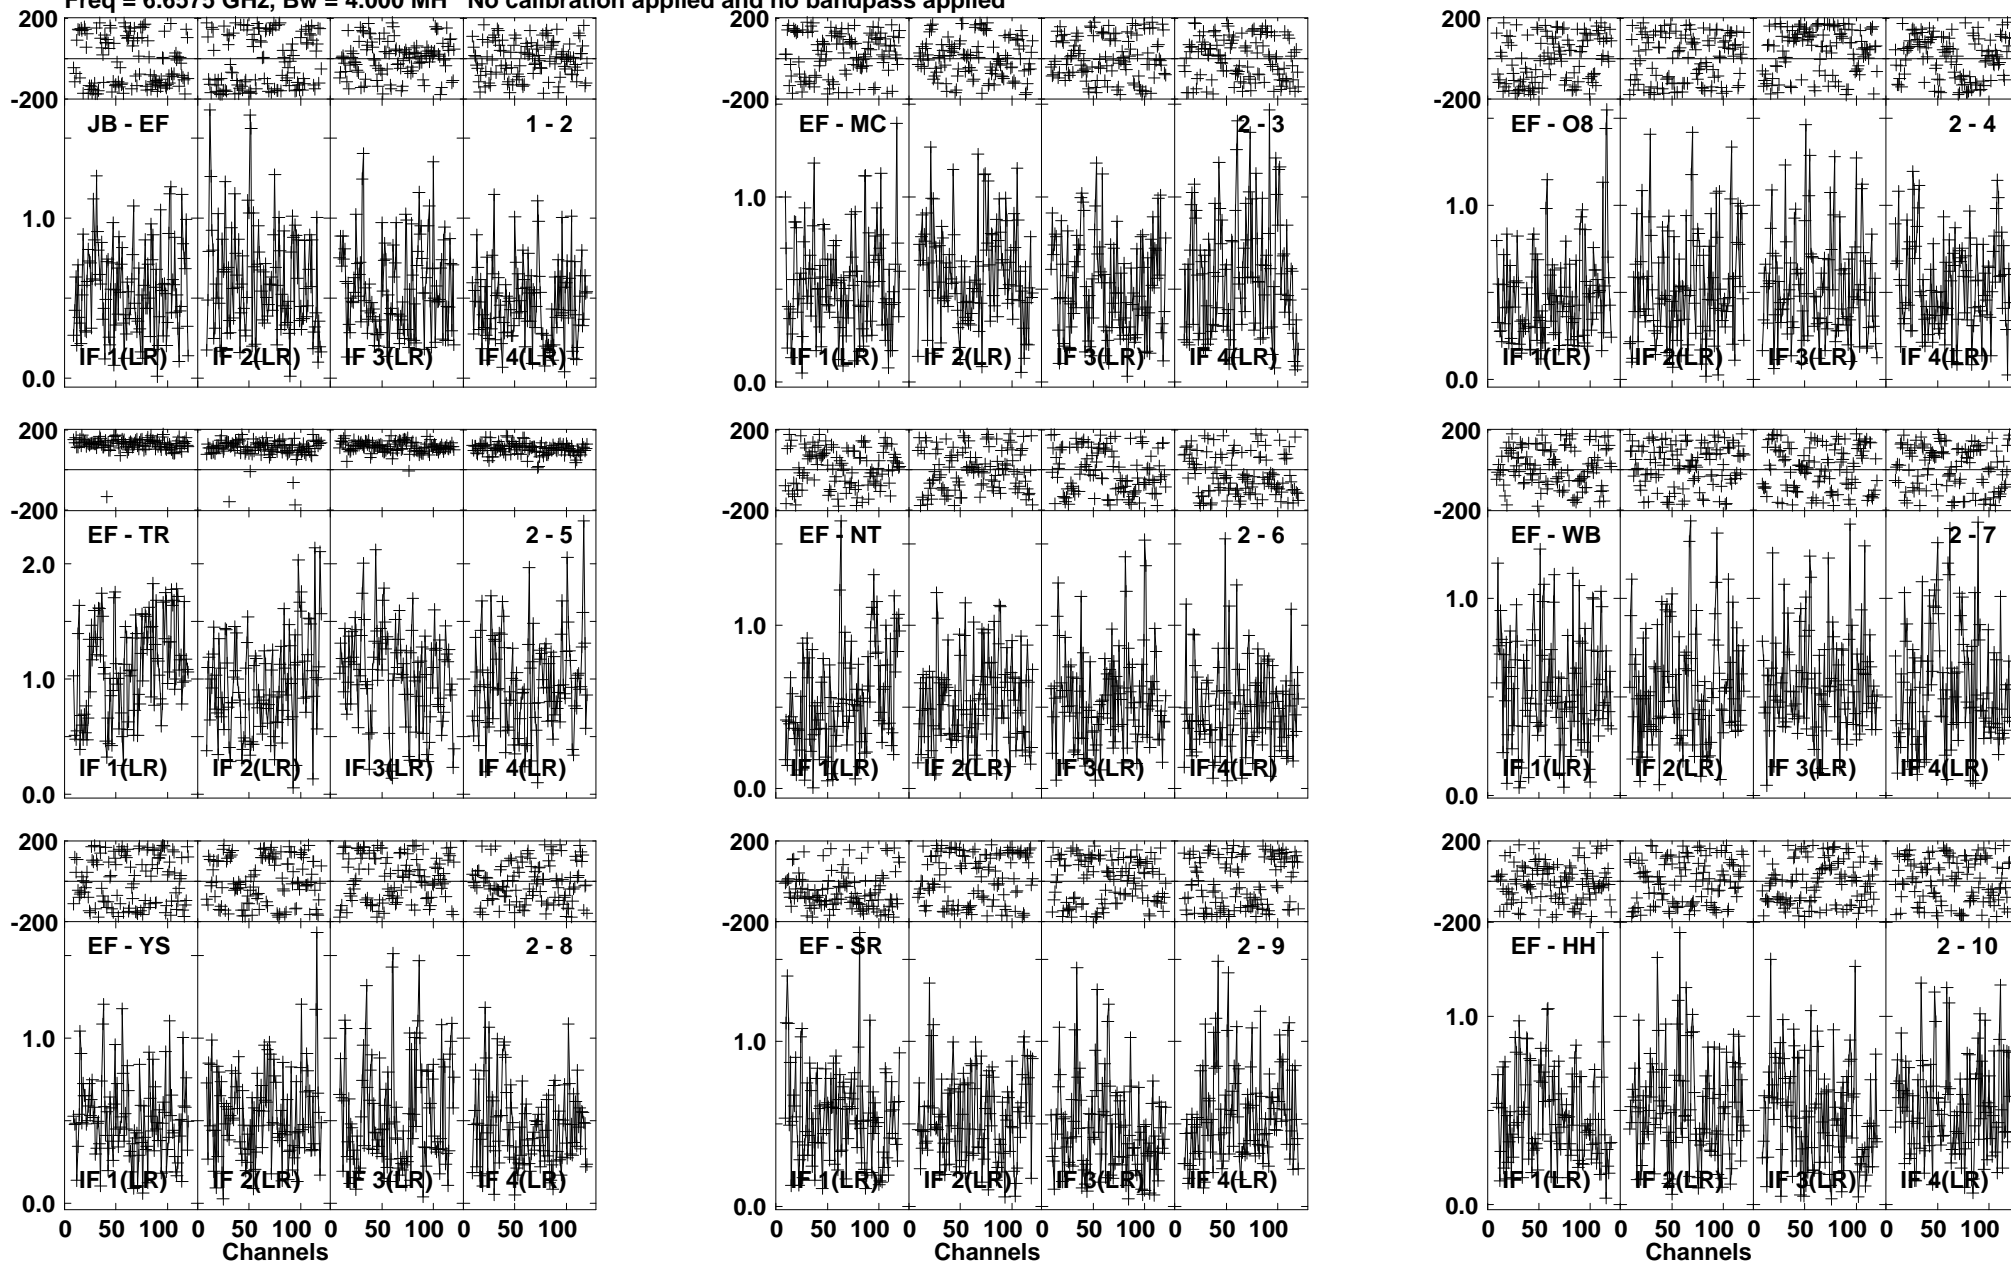 Freq = 6.6575 GHz, Bw = 4.000 MH No calibration applied and no bandpass applied
200 200 200
-200 -200 -200
JB - EF 1 - 2 EF - MC 2 - 3 EF - O8 2 - 4
1.0 1.0 1.0
IF 1(LR) IF 2(LR) IF 3(LR) IF 4(LR) IF 1(LR) IF 2(LR) IF 3(LR) IF 4(LR) IF 1(LR) IF 2(LR) IF 3(LR) IF 4(LR)
0.0 0.0 0.0
200 200 200
-200 -200 -200
EF - TR 2 - 5 EF - NT 2 - 6 EF - WB 2 - 7
2.0
1.0 1.0 1.0
IF 1(LR) IF 2(LR) IF 3(LR) IF 4(LR) IF 1(LR) IF 2(LR) IF 3(LR) IF 4(LR) IF 1(LR) IF 2(LR) IF 3(LR) IF 4(LR)
0.0 0.0 0.0
200 200 200
-200 -200 -200
EF - YS 2 - 8 EF - SR 2 - 9 EF - HH 2 - 10
1.0 1.0 1.0
IF 1(LR) IF 2(LR) IF 3(LR) IF 4(LR) IF 1(LR) IF 2(LR) IF 3(LR) IF 4(LR) IF 1(LR) IF 2(LR) IF 3(LR) IF 4(LR)
0.0 0.0 0.0
0 50 100 0 50 100 0 50 100 0 50 100 0 50 100 0 50 100 0 50 100 0 50 100 0 50 100 0 50 100 0 50 100 0 50 100
Channels Channels Channels